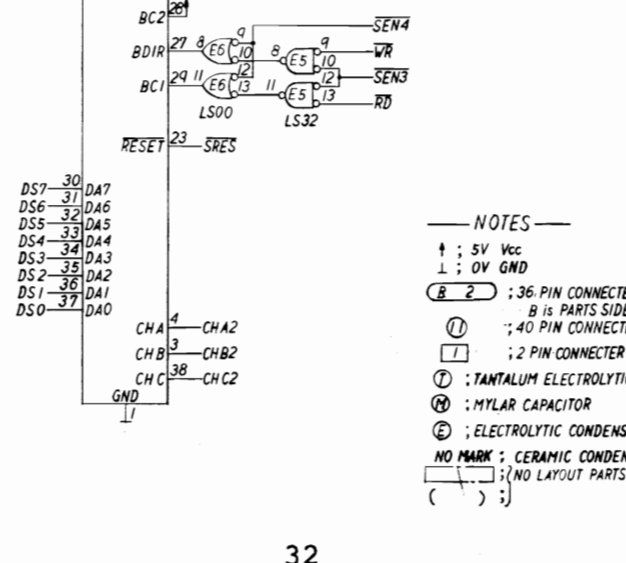 BC2 28
9 SEN4
BDIR 27 8 E6 10 8 E5 9 WR
10
12 SEN3
BC1 29 11 E6 12 13 11 E5 13 RD
LS00 LS32
RESET 23 SRES
DS7 30 DA7
DS6 31 DA6
DS5 32 DA5
DS4 33 DA4
DS3 34 DA3
DS2 35 DA2
DS1 36 DA1
DS0 37 DA0
CHA 4 CHA2
CHB 3 CHB2
CHC 38 CHC2
GND
1
NOTES
; 5V Vcc
; 0V GND
B 2 ; 36 PIN CONNECTE
B is PARTS SIDE
11 ; 40 PIN CONNECT
1 ; 2 PIN CONNECTER
T ; TANTALUM ELECTROLYTI
M ; MYLAR CAPACITOR
E ; ELECTROLYTIC CONDENS
NO MARK ; CERAMIC CONDEN
; NO LAYOUT PARTS
( ) ;
32